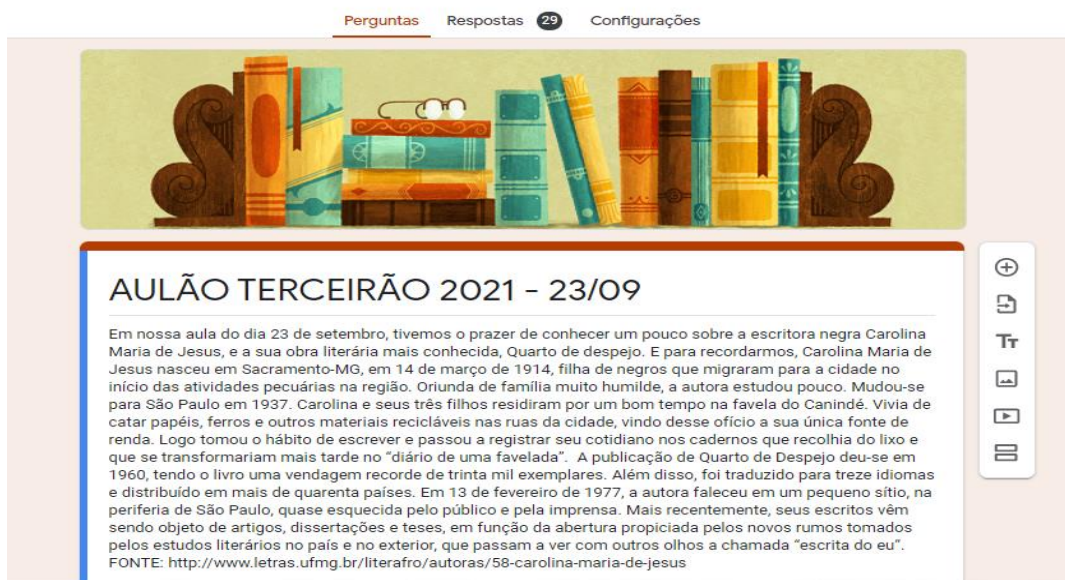 Perguntas Respostas 29 Configurações
AULÃO TERCEIRÃO 2021 - 23/09
Em nossa aula do dia 23 de setembro, tivemos o prazer de conhecer um pouco sobre a escritora negra Carolina
Maria de Jesus, e a sua obra literária mais conhecida, Quarto de despejo. E para recordarmos, Carolina Maria de
Jesus nasceu em Sacramento-MG, em 14 de março de 1914, filha de negros que migraram para a cidade no
início das atividades pecuárias na região. Oriunda de família muito humilde, a autora estudou pouco. Mudou-se
para São Paulo em 1937. Carolina e seus três filhos residiram por um bom tempo na favela do Canindé. Vivia de
catar papéis, ferros e outros materiais recicláveis nas ruas da cidade, vindo desse ofício a sua única fonte de
renda. Logo tomou o hábito de escrever e passou a registrar seu cotidiano nos cadernos que recolhia do lixo e
que se transformariam mais tarde no “diário de uma favelada”. A publicação de Quarto de Despejo deu-se em
1960, tendo o livro uma vendagem recorde de trinta mil exemplares. Além disso, foi traduzido para treze idiomas
e distribuído em mais de quarenta países. Em 13 de fevereiro de 1977, a autora faleceu em um pequeno sítio, na
periferia de São Paulo, quase esquecida pelo público e pela imprensa. Mais recentemente, seus escritos vêm
sendo objeto de artigos, dissertações e teses, em função da abertura propiciada pelos novos rumos tomados
pelos estudos literários no país e no exterior, que passam a ver com outros olhos a chamada “escrita do eu”.
FONTE: http://www.letras.ufmg.br/literafro/autoras/58-carolina-maria-de-jesus
Tт